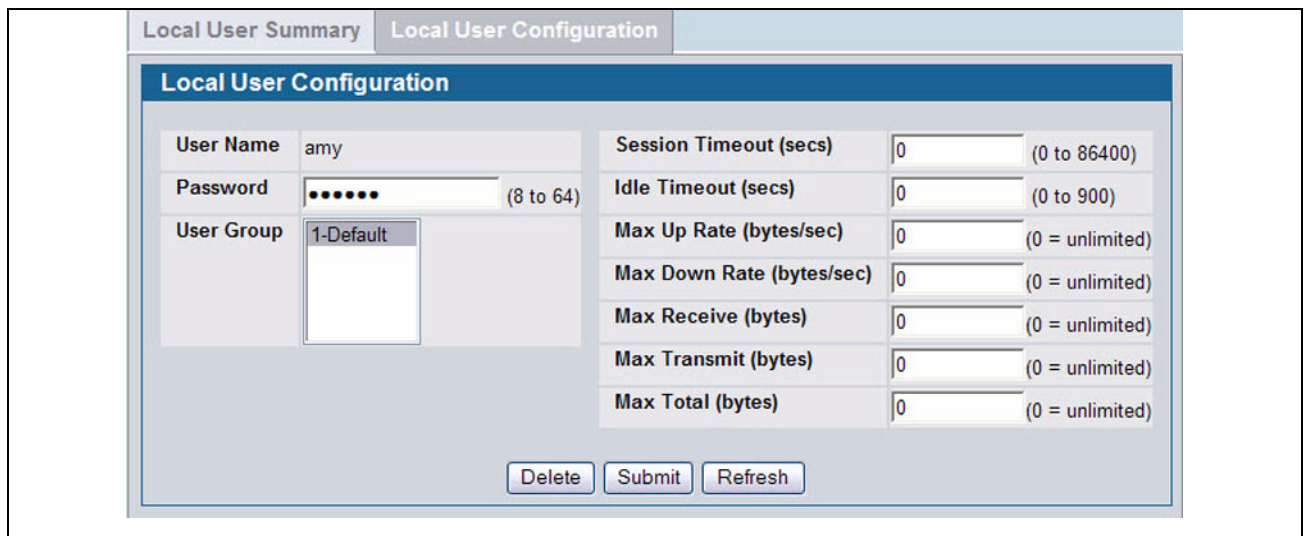 Local User Summary
Local User Configuration
Local User Configuration
User Name amy
Password •••••• (8 to 64)
User Group 1-Default
Session Timeout (secs) 0 (0 to 86400)
Idle Timeout (secs) 0 (0 to 900)
Max Up Rate (bytes/sec) 0 (0 = unlimited)
Max Down Rate (bytes/sec) 0 (0 = unlimited)
Max Receive (bytes) 0 (0 = unlimited)
Max Transmit (bytes) 0 (0 = unlimited)
Max Total (bytes) 0 (0 = unlimited)
Delete Submit Refresh